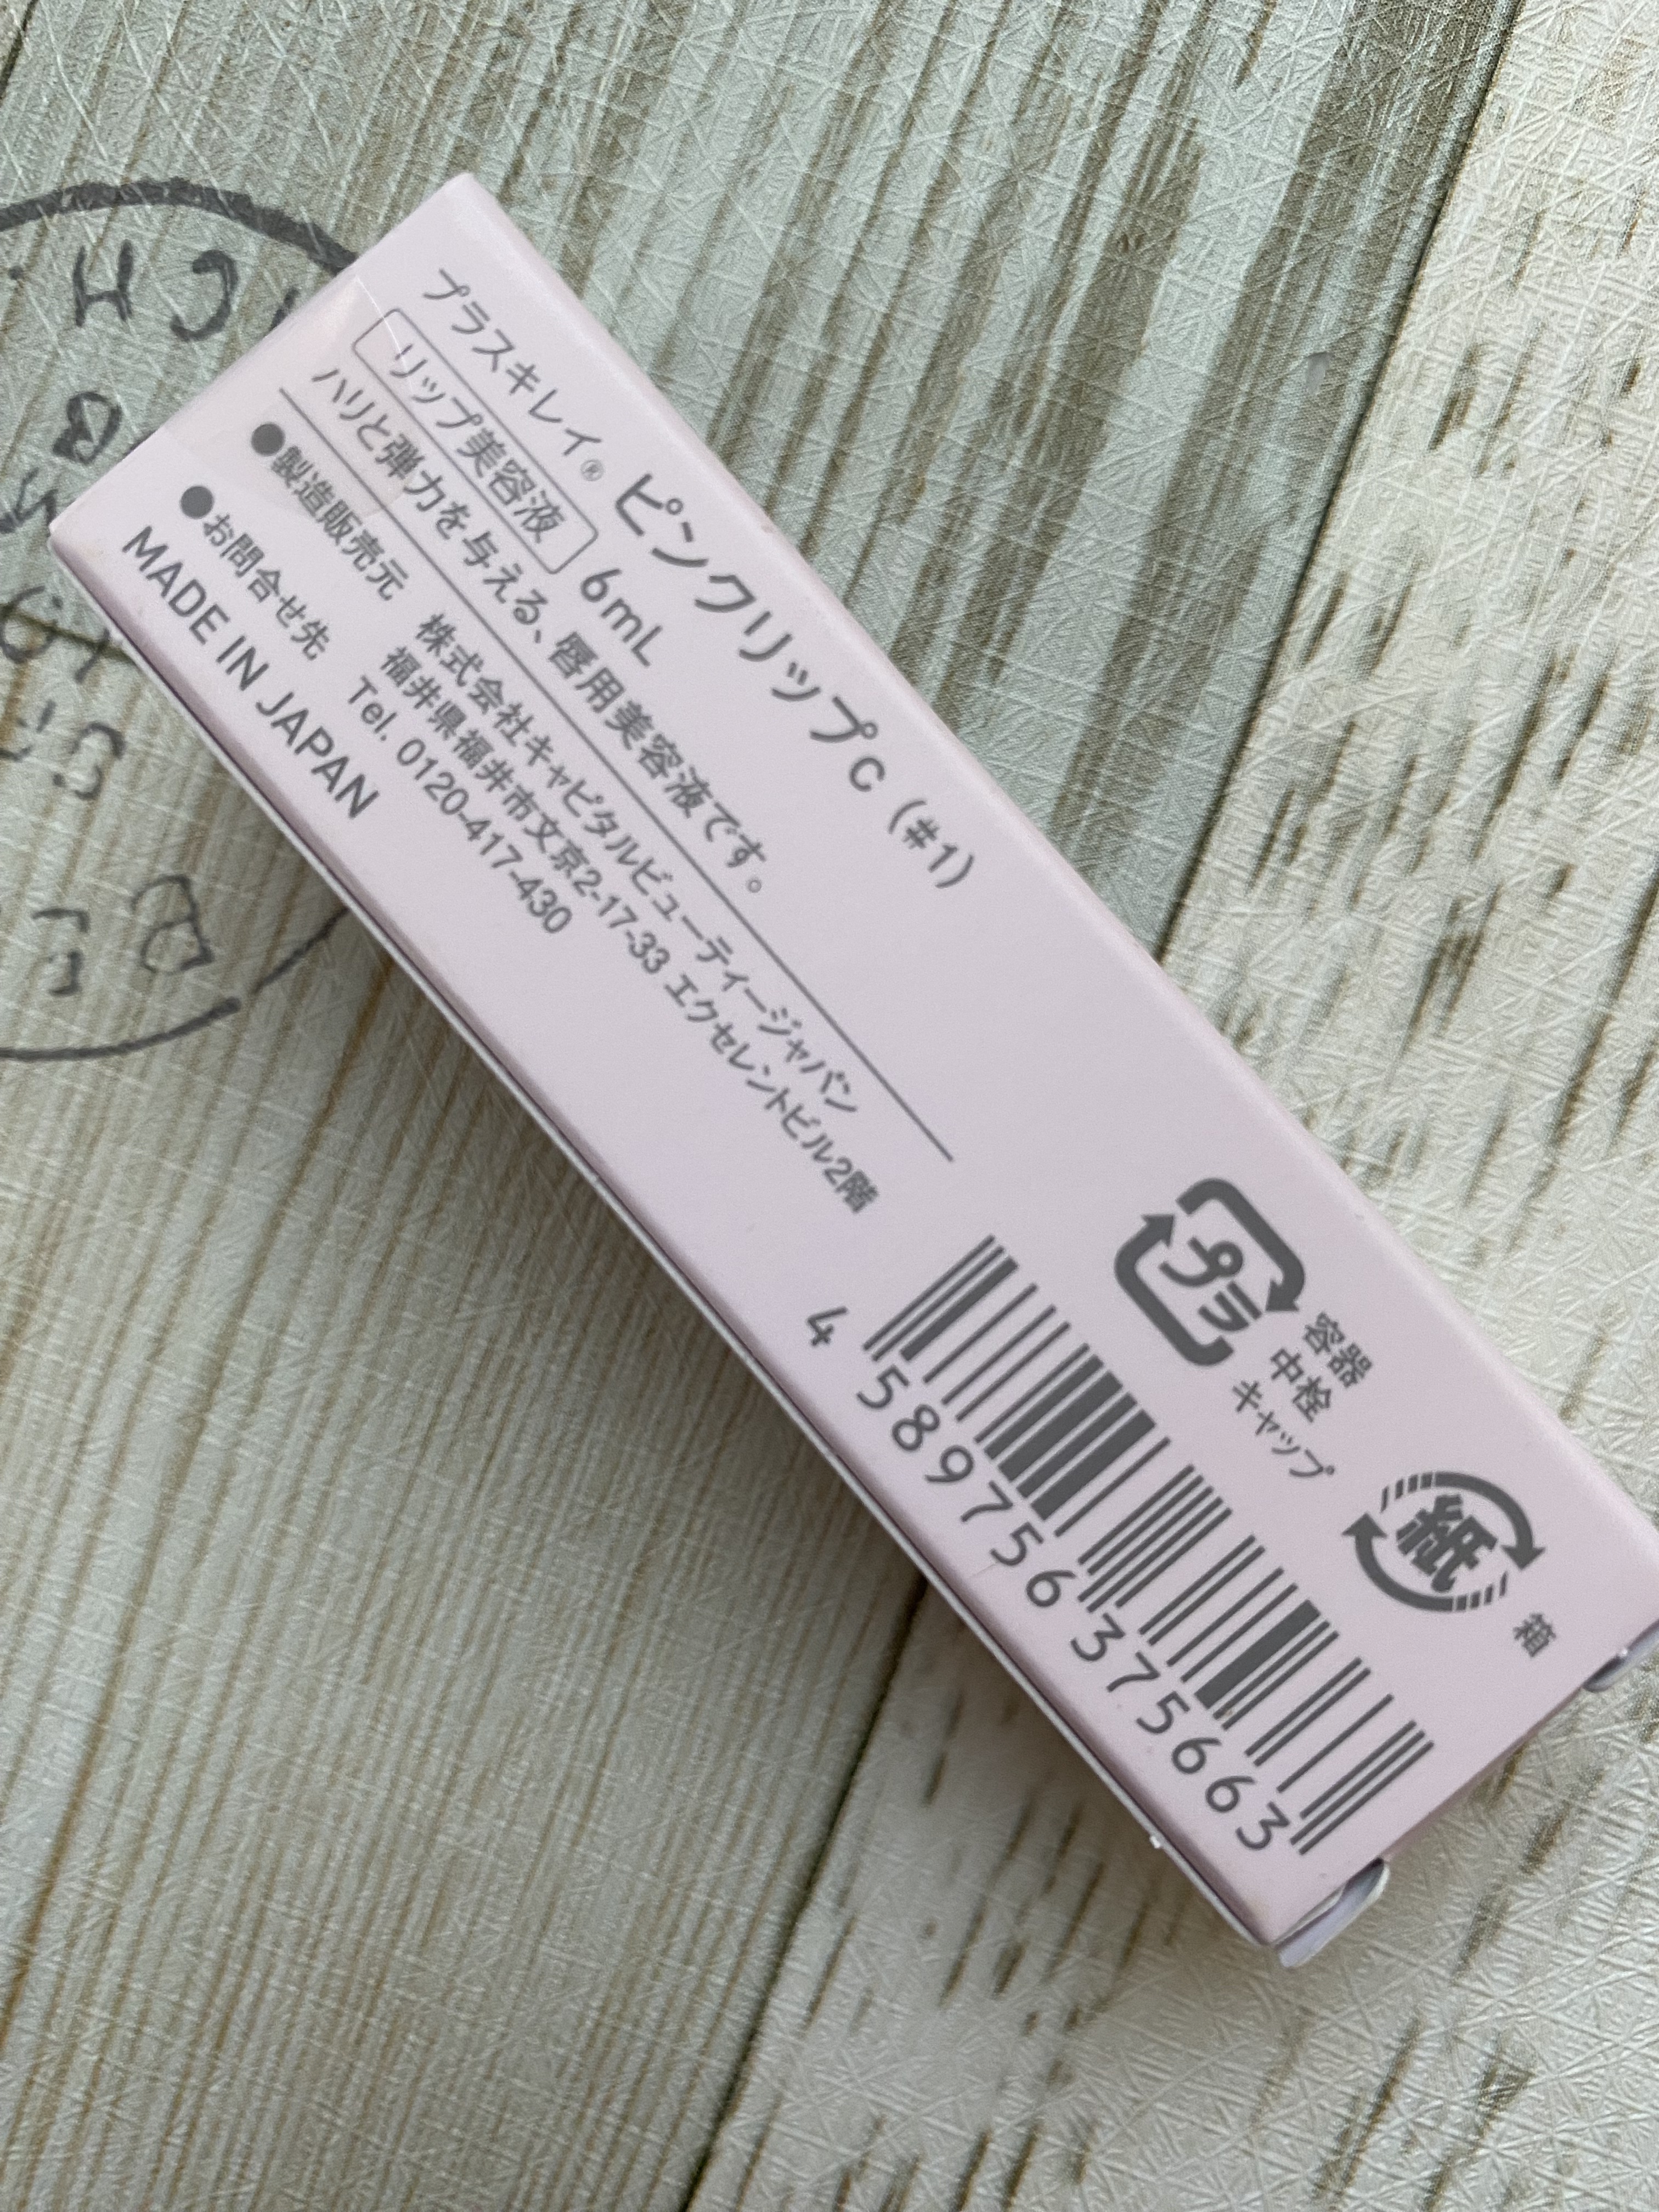 プラスキレイ® ピンクリップc (#1)
リップ美容液 6mL
ハリと弾力を与える、唇用美容液です。
●製造販売元 株式会社キャピタルビューティージャパン
福井県福井市文京2-17-33 エクセレントビル2階
●お問合せ先 Tel. 0120-417-430
MADE IN JAPAN
プラ
容器
中栓
キャップ
紙
箱
4 589756 375663